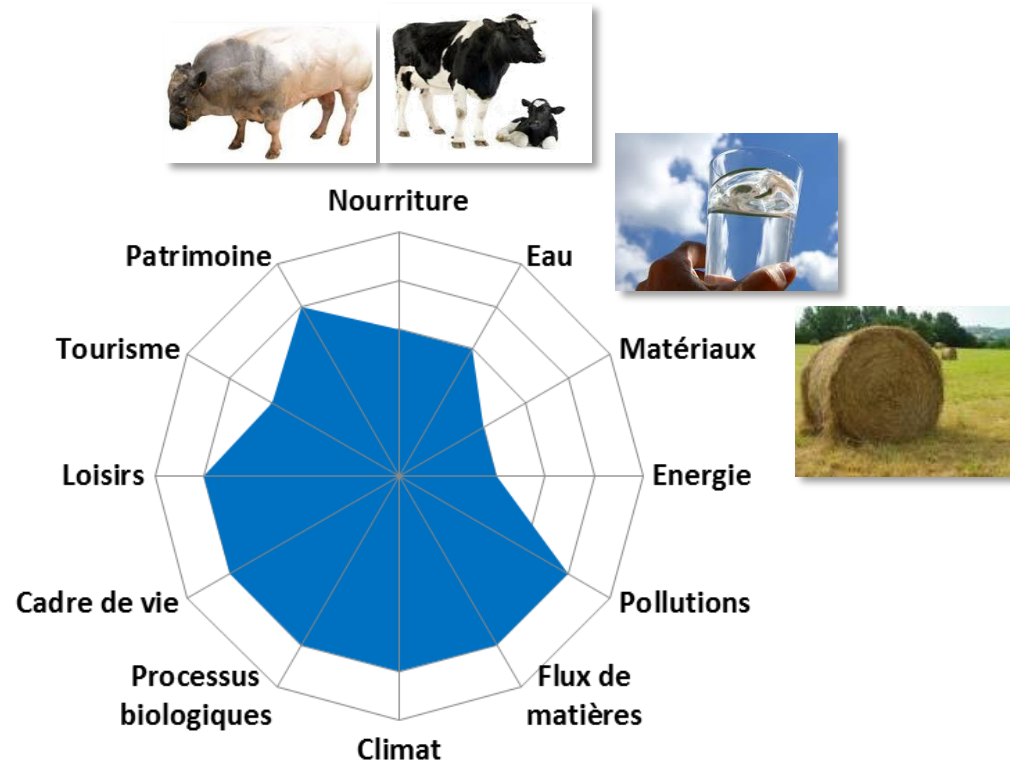 Nourriture
Patrimoine
Eau
Tourisme
Matériaux
Loisirs
Energie
Cadre de vie
Pollutions
Processus
biologiques
Flux de
matières
Climat